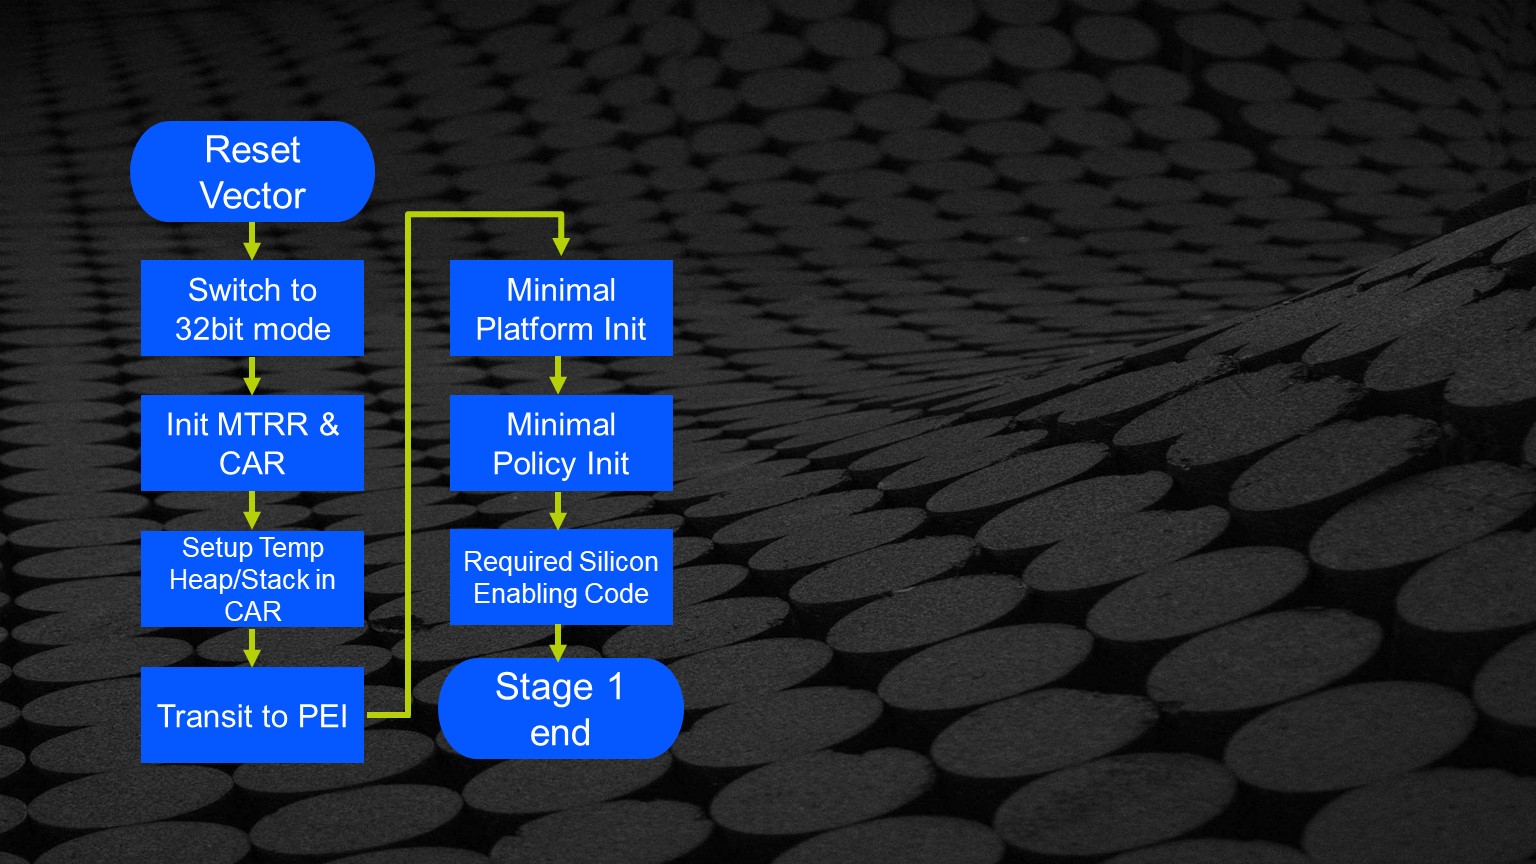 Reset
Vector
Switch to
32bit mode
Init MTRR &
CAR
Setup Temp
Heap/Stack in
CAR
Transit to PEI
Minimal
Platform Init
Minimal
Policy Init
Required Silicon
Enabling Code
Stage 1
end